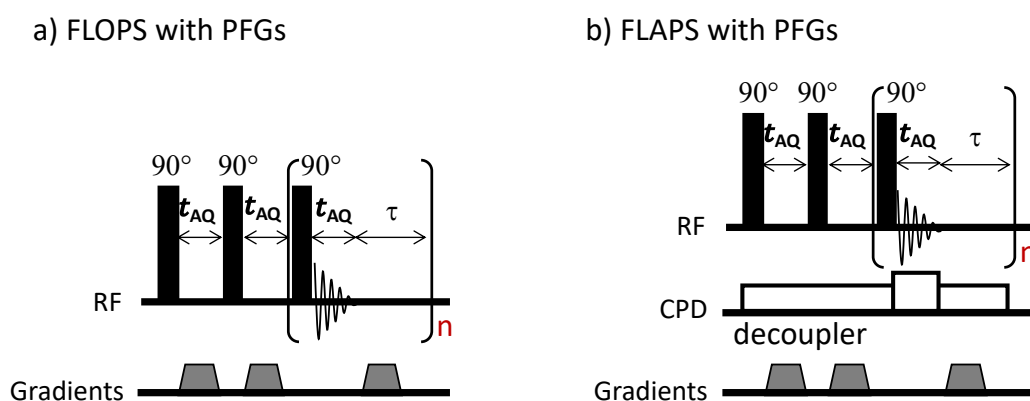 a) FLOPS with PFGs
90° 90° 90°
t_AQ t_AQ t_AQ τ
RF
n
Gradients
b) FLAPS with PFGs
90° 90° 90°
t_AQ t_AQ t_AQ τ
RF
n
CPD
decoupler
Gradients